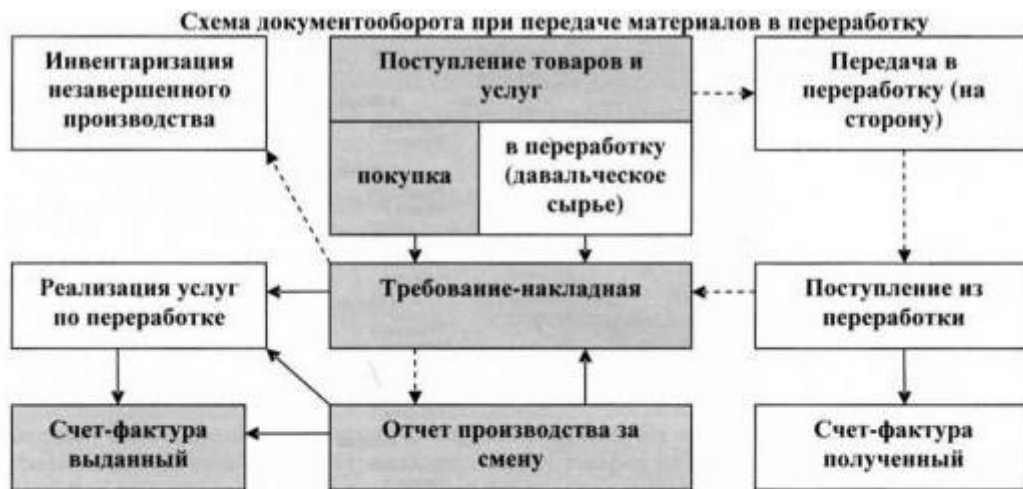 Схема документооборота при передаче материалов в переработку
Инвентаризация
незавершенного
производства
Поступление товаров и
услуг
покупка
в переработку
(давальческое
сырье)
Передача в
переработку (на
сторону)
Реализация услуг
по переработке
Требование-накладная
Поступление из
переработки
Счет-фактура
выданный
Отчет производства за
смену
Счет-фактура
полученный